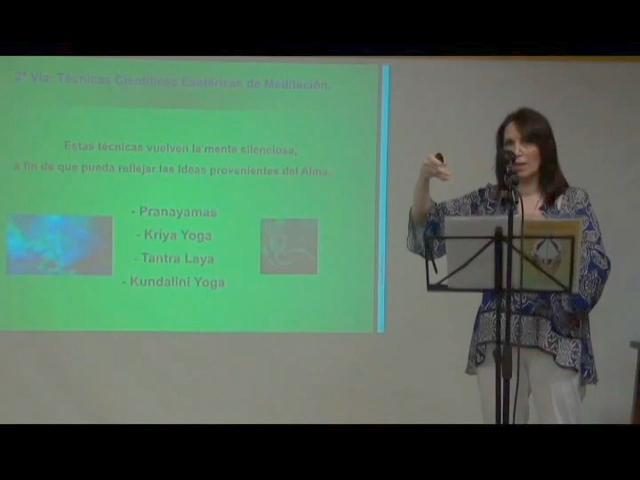 2ª Vía: Técnicas Científicas Esotéricas de Meditación.
Estas técnicas vuelven la mente silenciosa,
a fin de que pueda reflejar las Ideas provenientes del Alma.
- Pranayamas
- Kriya Yoga
- Tantra Laya
- Kundalini Yoga